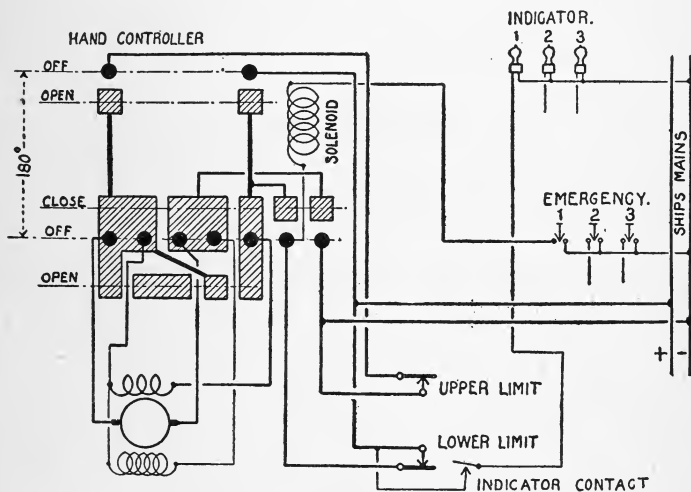 INDICATOR.
1 2 3
HAND CONTROLLER
OFF
OPEN
SOLENOID
180°
SHIPS MAINS
CLOSE
EMERGENCY.
1 2 3
OFF
OPEN
+ -
UPPER LIMIT
LOWER LIMIT
INDICATOR CONTACT